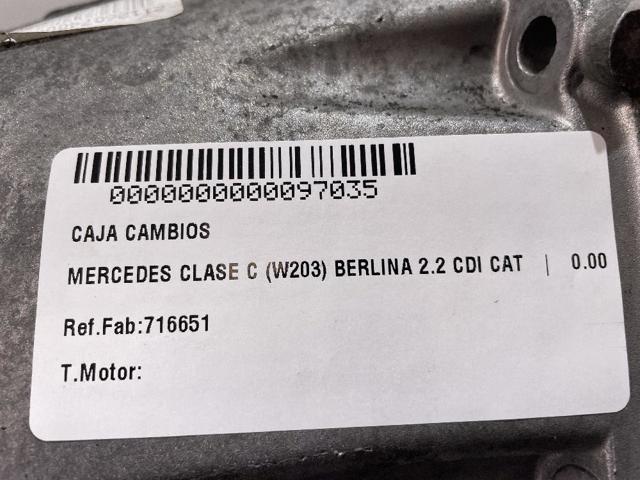 0000000000097035
CAJA CAMBIOS
MERCEDES CLASE C (W203) BERLINA 2.2 CDI CAT | 0.00
Ref.Fab:716651
T.Motor: